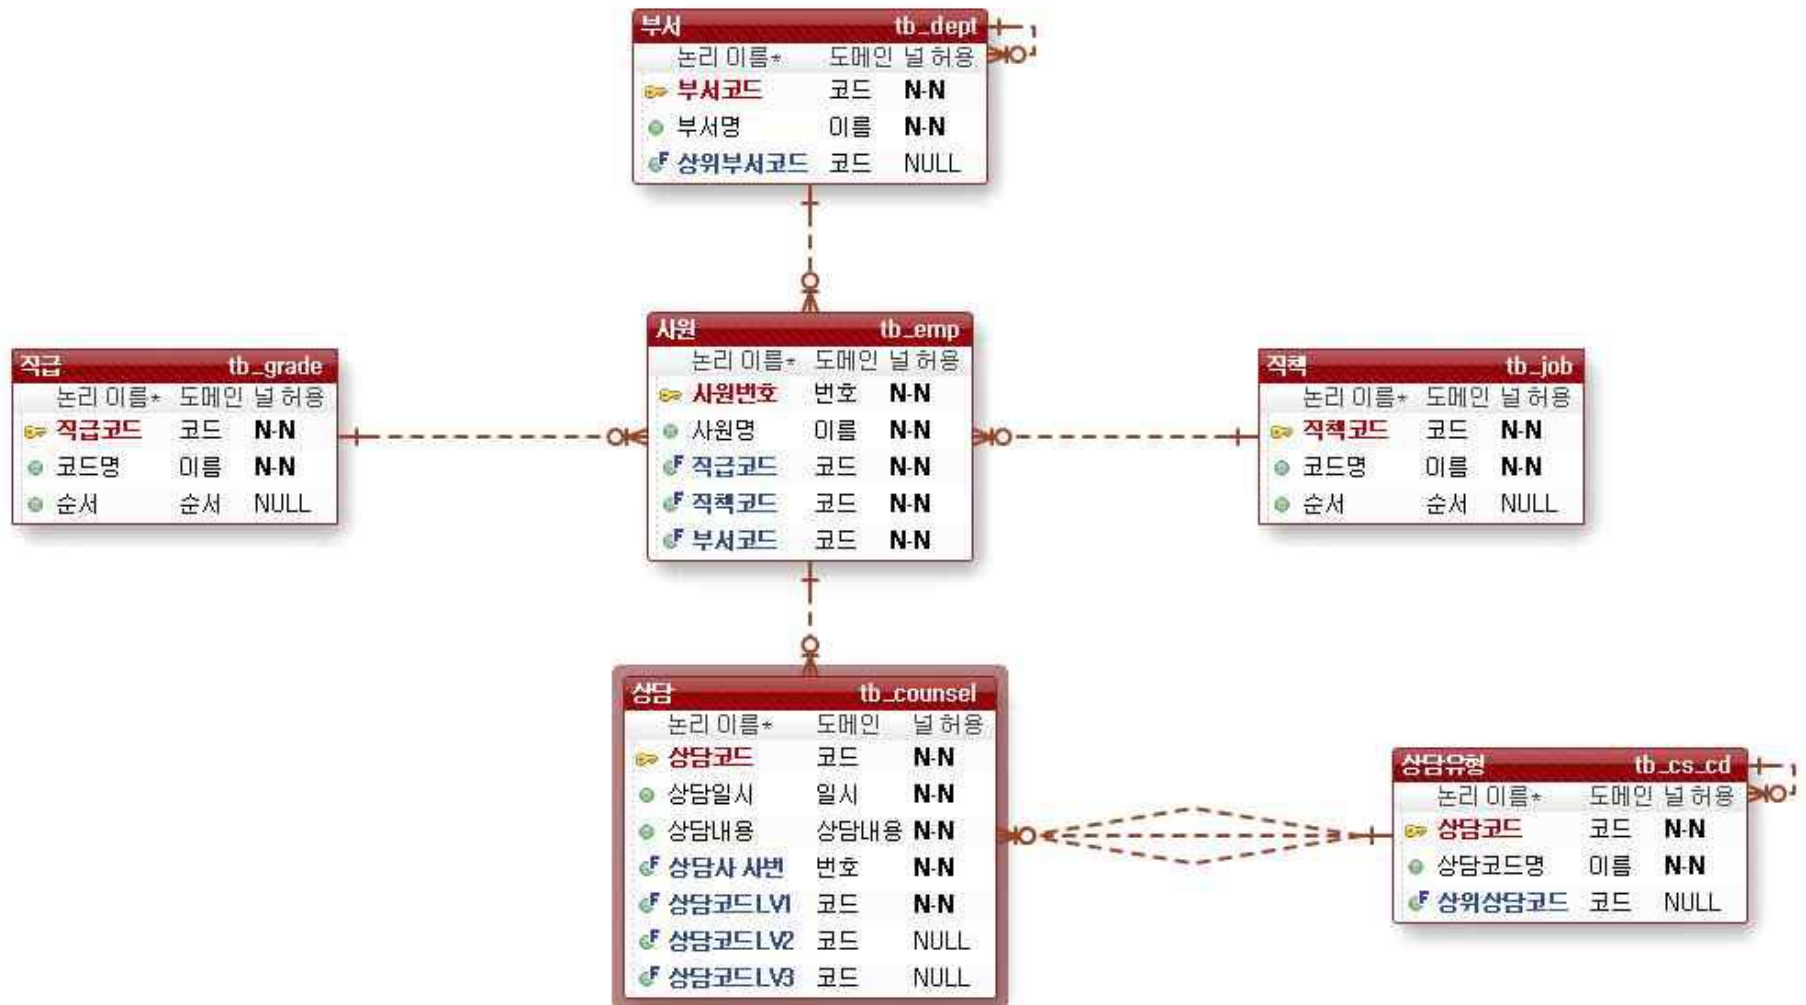 부서 tb_dept
논리 이름* 도메인 널 허용
부서코드 코드 N-N
부서명 이름 N-N
상위부서코드 코드 NULL
사원 tb_emp
논리 이름* 도메인 널 허용
사원번호 번호 N-N
사원명 이름 N-N
직급코드 코드 N-N
직책코드 코드 N-N
부서코드 코드 N-N
직급 tb_grade
논리 이름* 도메인 널 허용
직급코드 코드 N-N
코드명 이름 N-N
순서 순서 NULL
직책 tb_job
논리 이름* 도메인 널 허용
직책코드 코드 N-N
코드명 이름 N-N
순서 순서 NULL
상담 tb_counsel
논리 이름* 도메인 널 허용
상담코드 코드 N-N
상담일시 일시 N-N
상담내용 상담내용 N-N
상담사 사번 번호 N-N
상담코드LV1 코드 N-N
상담코드LV2 코드 NULL
상담코드LV3 코드 NULL
상담유형 tb_cs_cd
논리 이름* 도메인 널 허용
상담코드 코드 N-N
상담코드명 이름 N-N
상위상담코드 코드 NULL